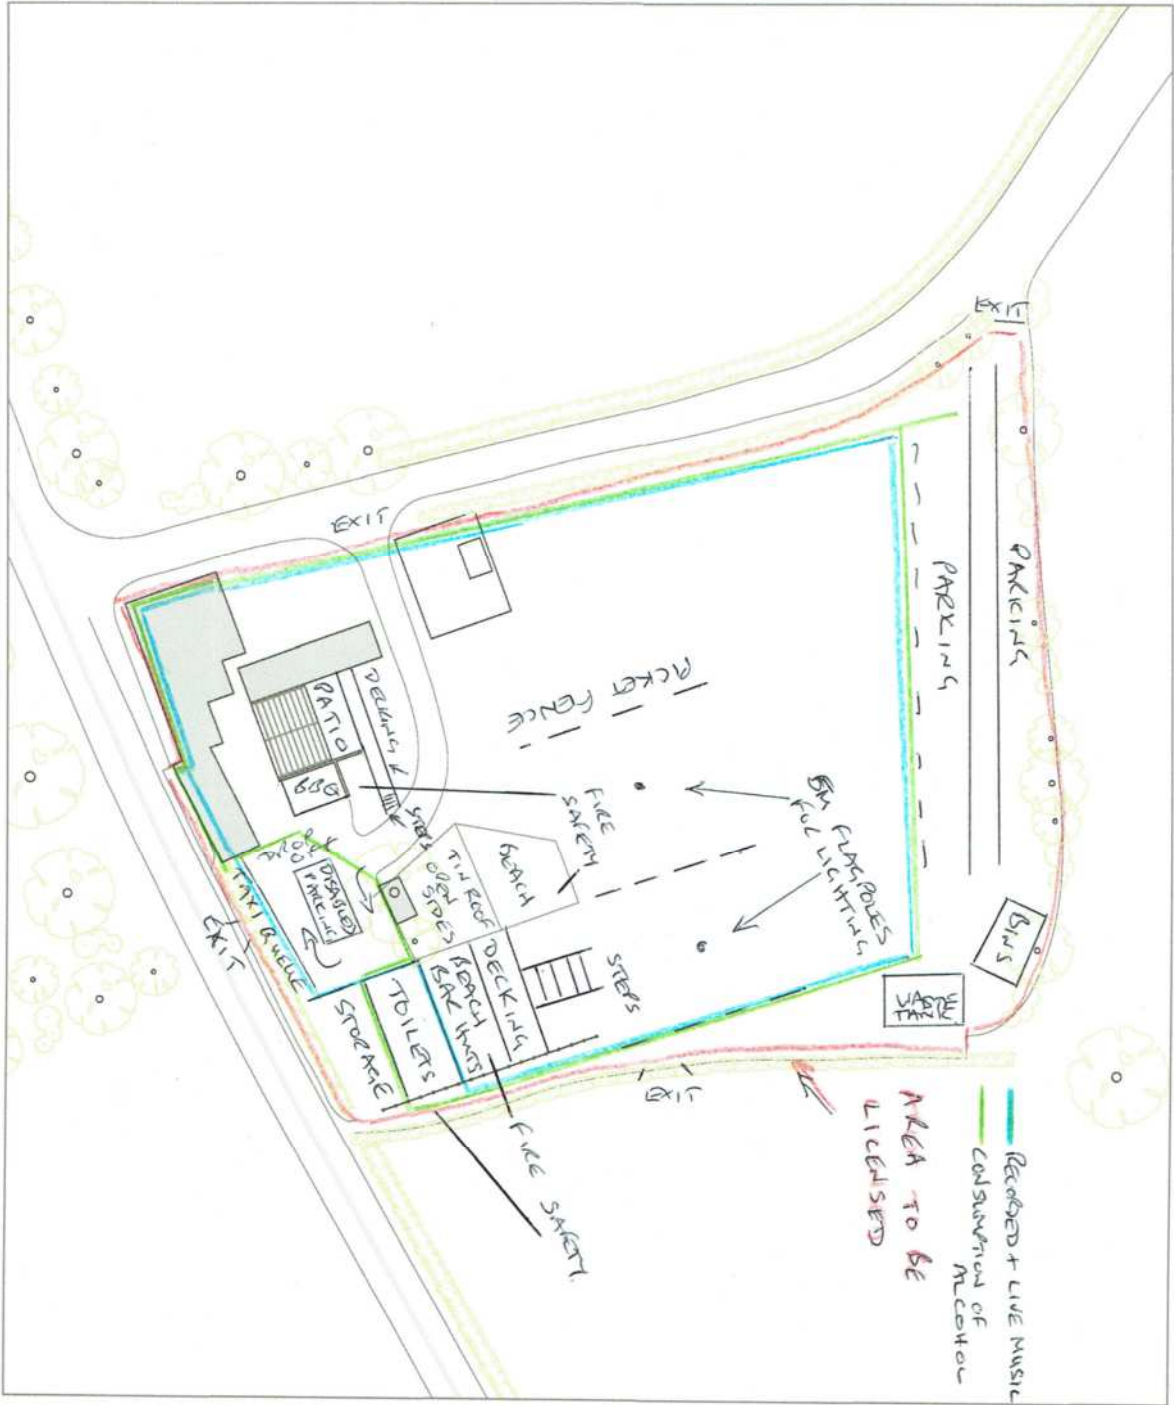 EXIT
PARKING
PARKING
BINS
WASTE
TANK
5M FLAGPOLES
FOR LIGHTING
PICKET FENCE
EXIT
DECKING
PATIO
BBQ
STEPS
FIRE
SAFETY
BEACH
TIN ROOF
OPEN
SIDES
DECKING
BEACH
BAR HUTS
STEPS
TOILETS
STORAGE
DISABLED
PARKING
DROP
TAXI QUEUE
EXIT
EXIT
FIRE SAFETY.
RECORDED + LIVE MUSIC
CONSUMPTION OF
ALCOHOL
AREA TO BE
LICENSED